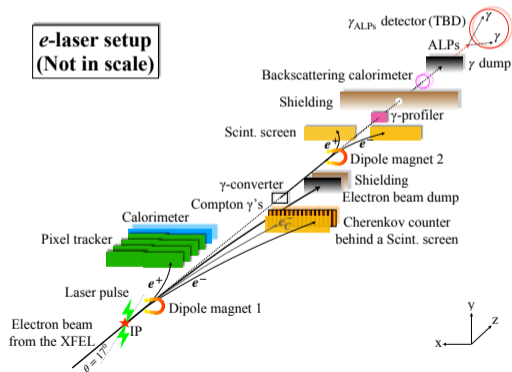 e-laser setup
(Not in scale)
γALPs detector (TBD)
γ
γ
ALPs
γ dump
Backscattering calorimeter
Shielding
γ-profiler
Scint. screen
e+
e−
Dipole magnet 2
γ-converter
Shielding
Electron beam dump
Compton γ's
Calorimeter
e−C
Cherenkov counter
behind a Scint. screen
Pixel tracker
e+
e−
Laser pulse
Dipole magnet 1
IP
Electron beam
from the XFEL
θ = 17⁰
y
z
x